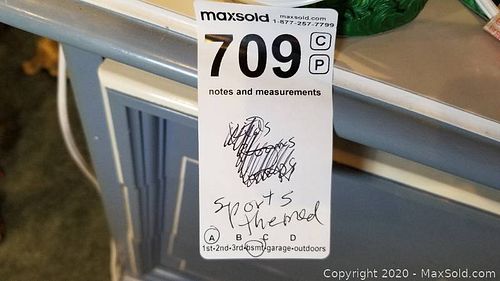 maxsold maxsold.com
1-877-257-7799
709 C
P
notes and measurements
sports
themed
A B C D
1st-2nd-3rd-bsmt-garage-outdoors
Copyright © 2020 - MaxSold.com